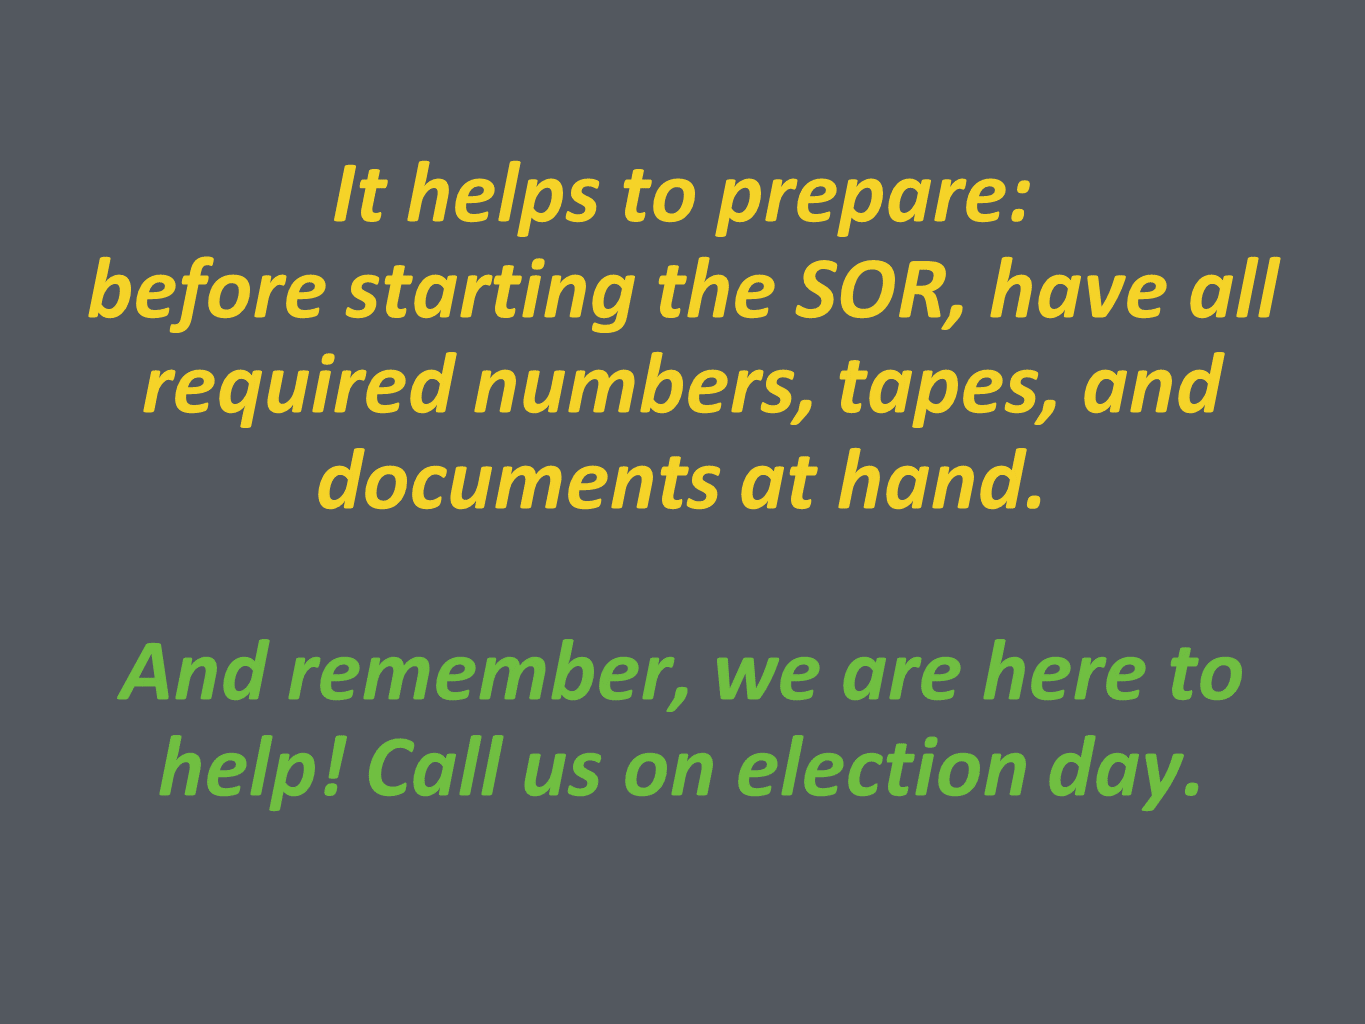 It helps to prepare:
before starting the SOR, have all
required numbers, tapes, and
documents at hand.
And remember, we are here to
help! Call us on election day.